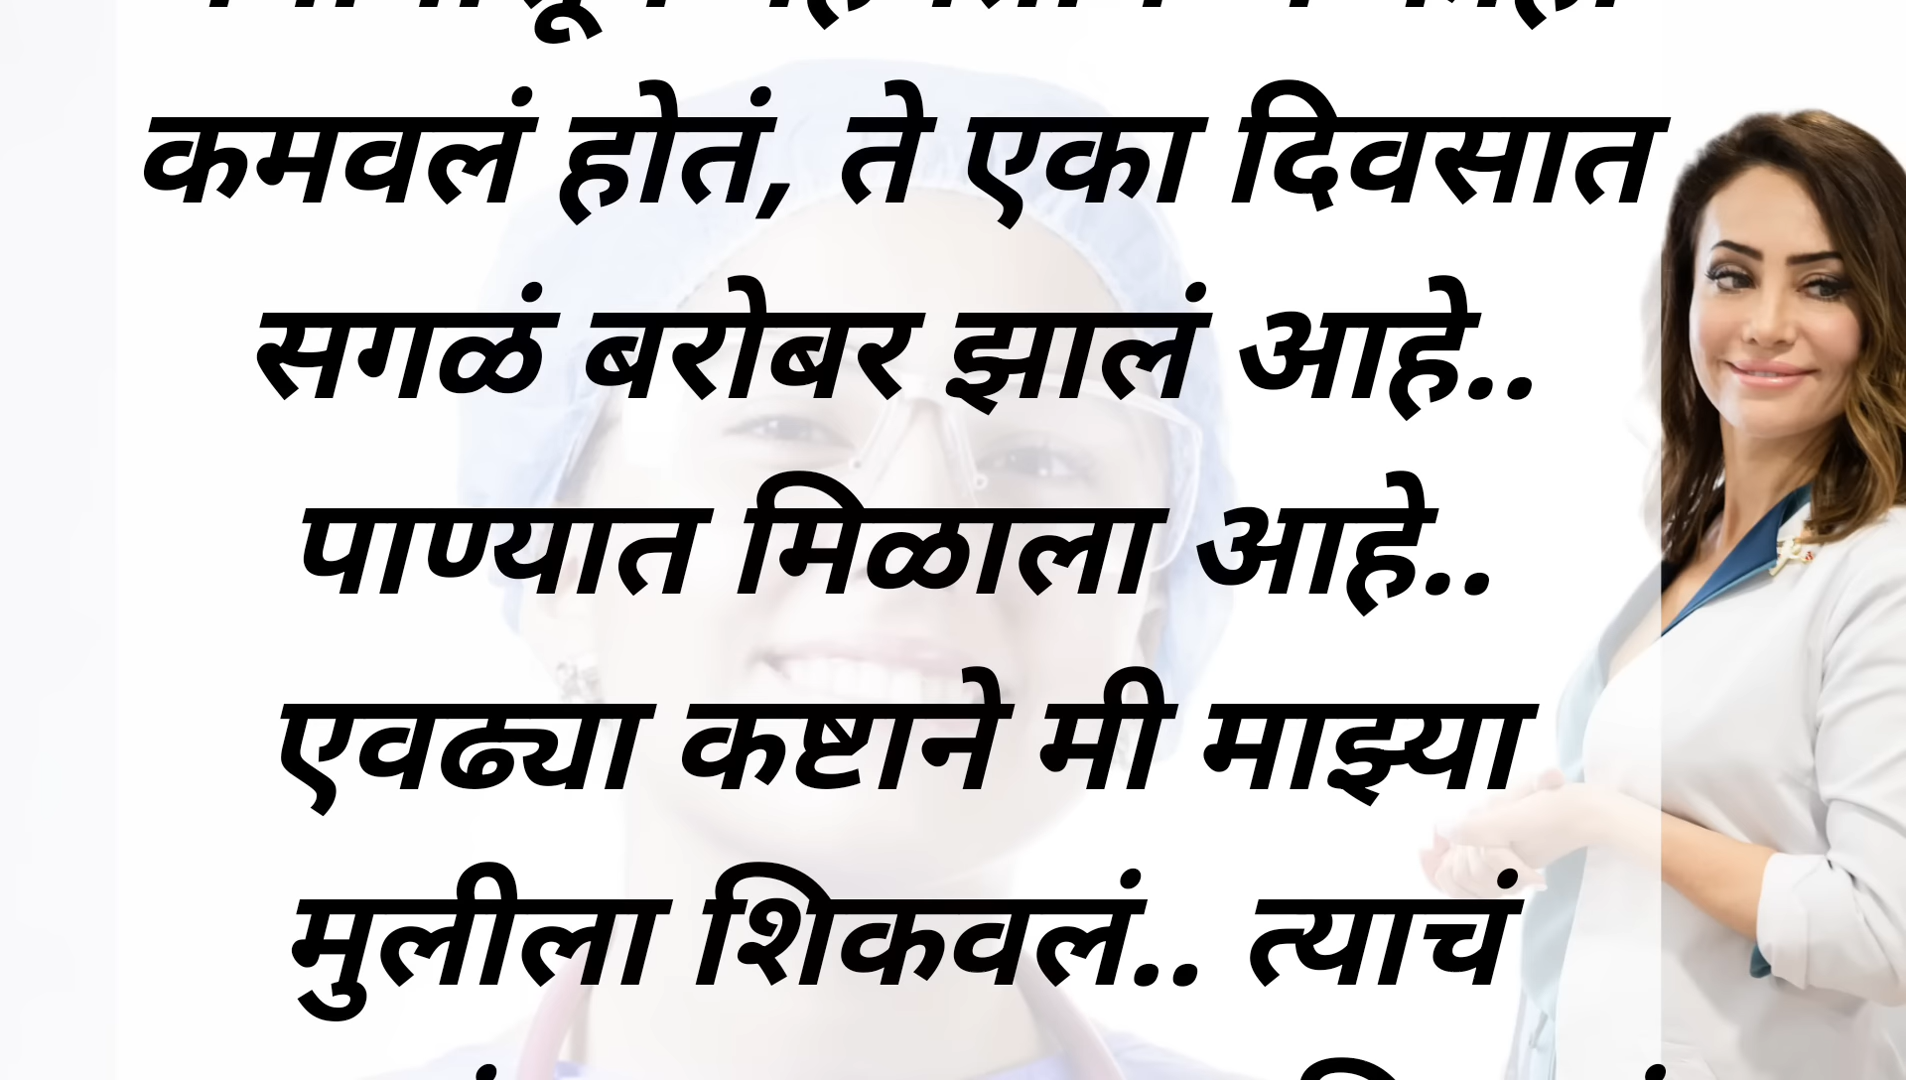 कमवलं होतं, ते एका दिवसात
सगळं बरोबर झालं आहे..
पाण्यात मिळाला आहे..
एवढ्या कष्टाने मी माझ्या
मुलीला शिकवलं.. त्याचं